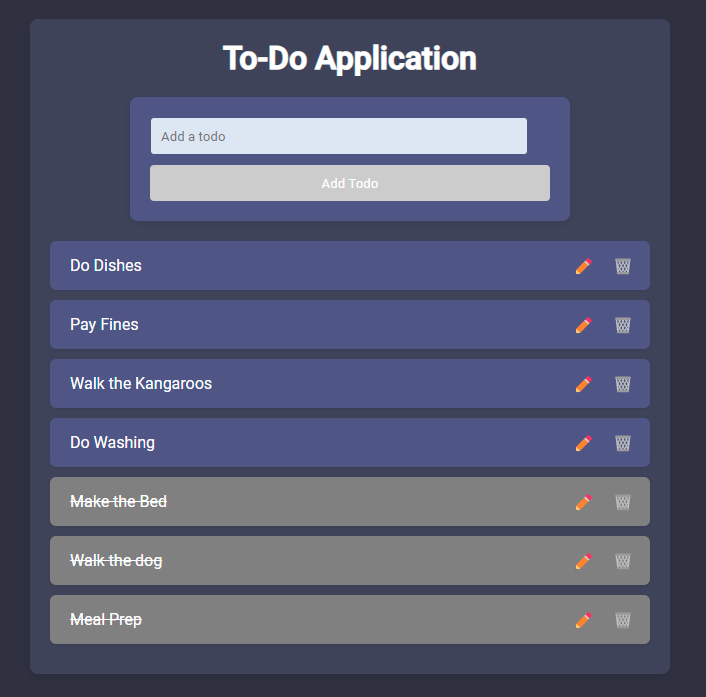 To-Do Application
Add a todo
Add Todo
Do Dishes
Pay Fines
Walk the Kangaroos
Do Washing
Make the Bed
Walk the dog
Meal Prep